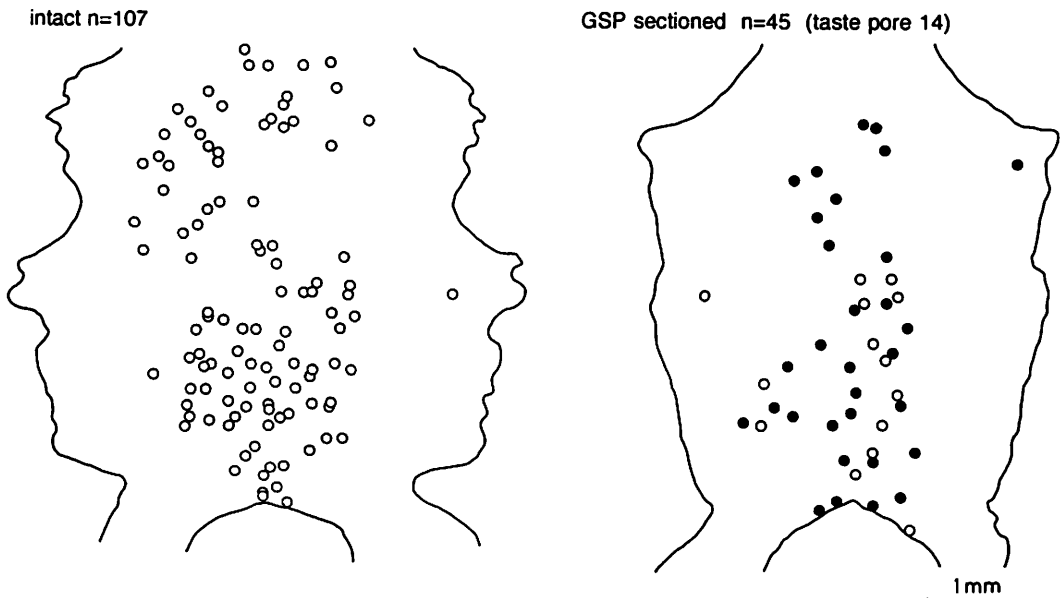 intact n=107
GSP sectioned n=45 (taste pore 14)
1mm